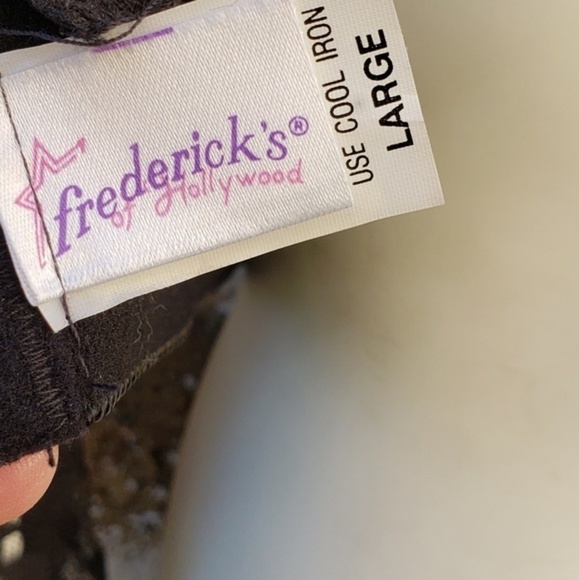 frederick's®
of Hollywood
USE COOL IRON
LARGE